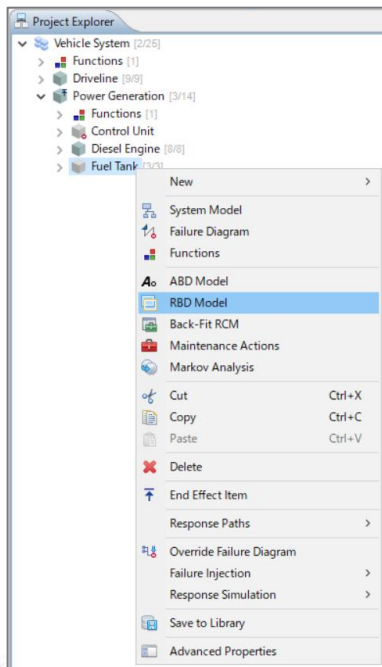 Project Explorer
Vehicle System [2/25]
Functions [1]
Driveline [9/9]
Power Generation [3/14]
Functions [1]
Control Unit
Diesel Engine [8/8]
Fuel Tank [3/3]
New
System Model
Failure Diagram
Functions
Ao ABD Model
RBD Model
Back-Fit RCM
Maintenance Actions
Markov Analysis
Cut Ctrl+X
Copy Ctrl+C
Paste Ctrl+V
Delete
End Effect Item
Response Paths
Override Failure Diagram
Failure Injection
Response Simulation
Save to Library
Advanced Properties